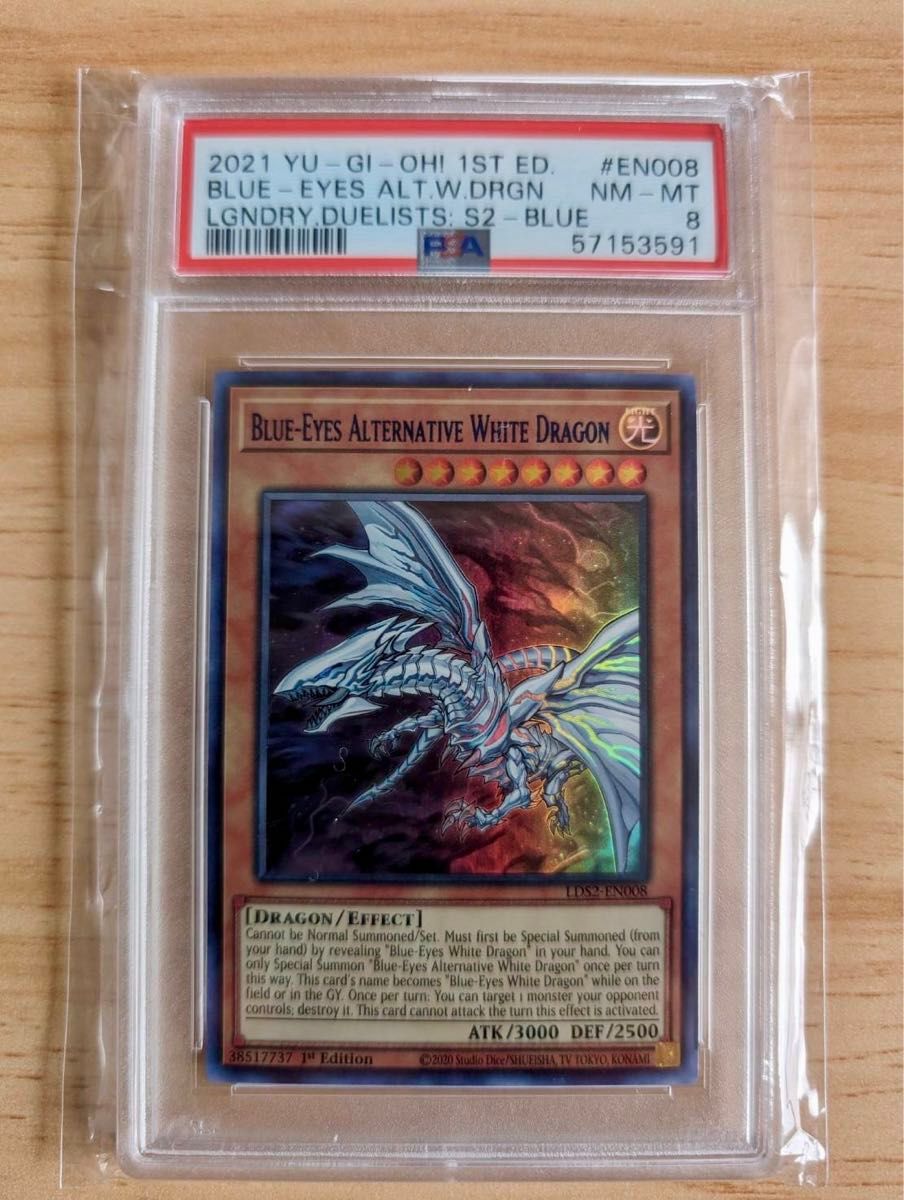 2021 YU-GI-OH! 1ST ED. #EN008
BLUE-EYES ALT.W.DRGN NM-MT
LGNDRY.DUELISTS: S2-BLUE 8
PSA 57153591
BLUE-EYES ALTERNATIVE WHITE DRAGON
LIGHT
光
LDS2-EN008
[DRAGON/EFFECT]
Cannot be Normal Summoned/Set. Must first be Special Summoned (from
your hand) by revealing "Blue-Eyes White Dragon" in your hand. You can
only Special Summon "Blue-Eyes Alternative White Dragon" once per turn
this way. This card's name becomes "Blue-Eyes White Dragon" while on the
field or in the GY. Once per turn: You can target 1 monster your opponent
controls; destroy it. This card cannot attack the turn this effect is activated.
ATK/3000 DEF/2500
38517737 1st Edition ©2020 Studio Dice/SHUEISHA, TV TOKYO, KONAMI